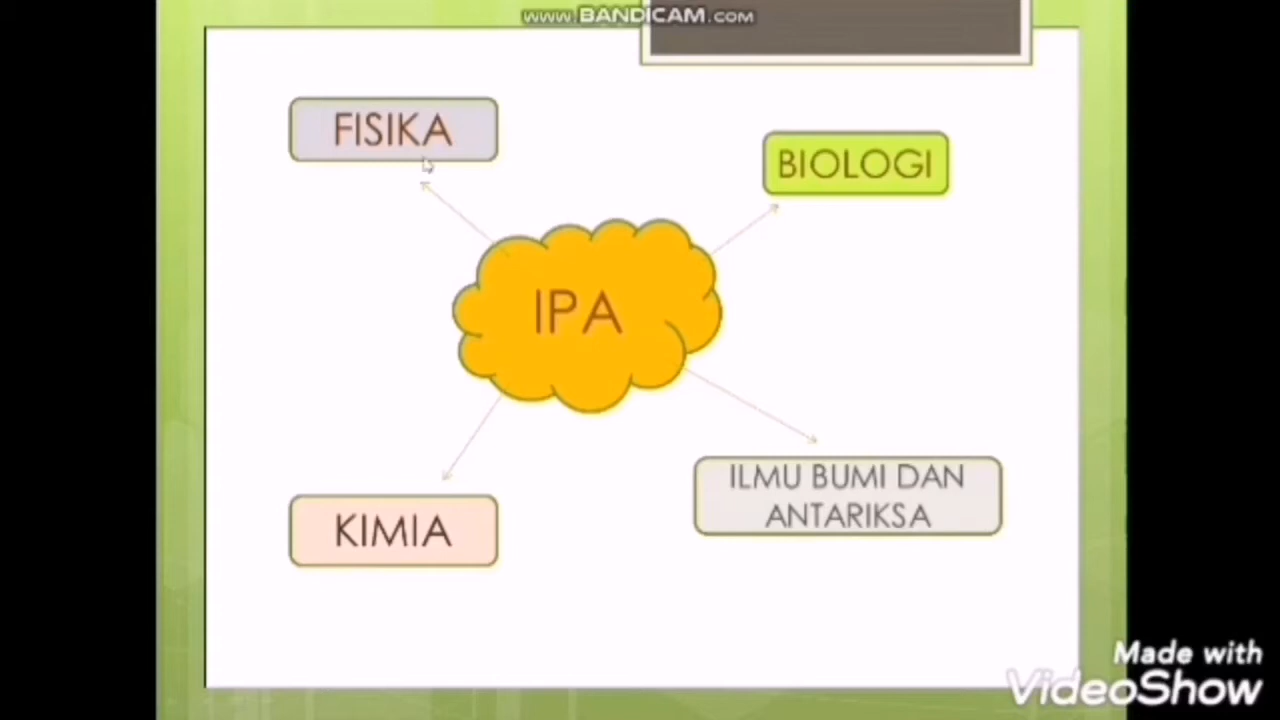 www.BANDICAM.com
FISIKA
BIOLOGI
IPA
KIMIA
ILMU BUMI DAN
ANTARIKSA
Made with
VideoShow